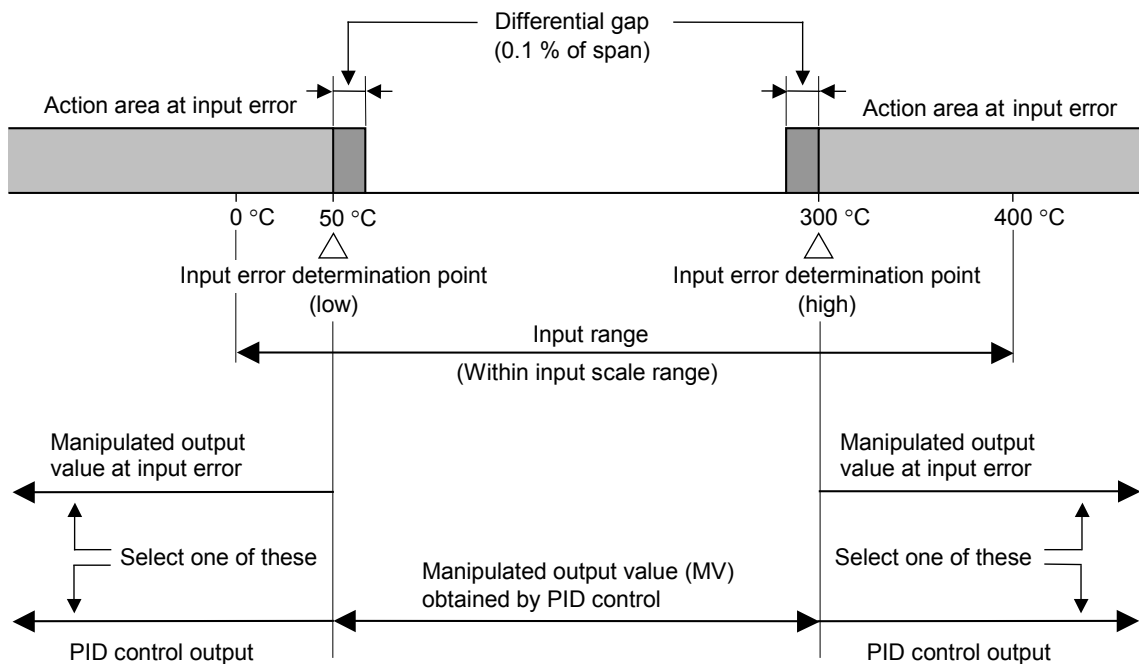 Differential gap
(0.1 % of span)
Action area at input error
Action area at input error
0 °C
50 °C
300 °C
400 °C
Input error determination point
(low)
Input error determination point
(high)
Input range
(Within input scale range)
Manipulated output
value at input error
Manipulated output
value at input error
Select one of these
Select one of these
Manipulated output value (MV)
obtained by PID control
PID control output
PID control output